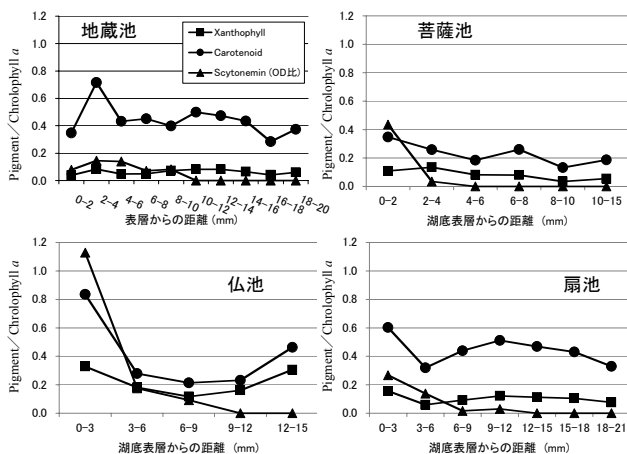 地蔵池
Xanthophyll
Carotenoid
Scytonemin (OD比)
Pigment／Chrolophyll a
1.2
1.0
0.8
0.6
0.4
0.2
0.0
0-2 2-4 4-6 6-8 8-10 10-12 12-14 14-16 16-18 18-20
表層からの距離 (mm)
菩薩池
Pigment／Chrolophyll a
1.2
1.0
0.8
0.6
0.4
0.2
0.0
0-2 2-4 4-6 6-8 8-10 10-15
湖底表層からの距離 (mm)
仏池
Pigment／Chrolophyll a
1.2
1.0
0.8
0.6
0.4
0.2
0.0
0-3 3-6 6-9 9-12 12-15
湖底表層からの距離 (mm)
扇池
Pigment／Chrolophyll a
1.2
1.0
0.8
0.6
0.4
0.2
0.0
0-3 3-6 6-9 9-12 12-15 15-18 18-21
湖底表層からの距離 (mm)